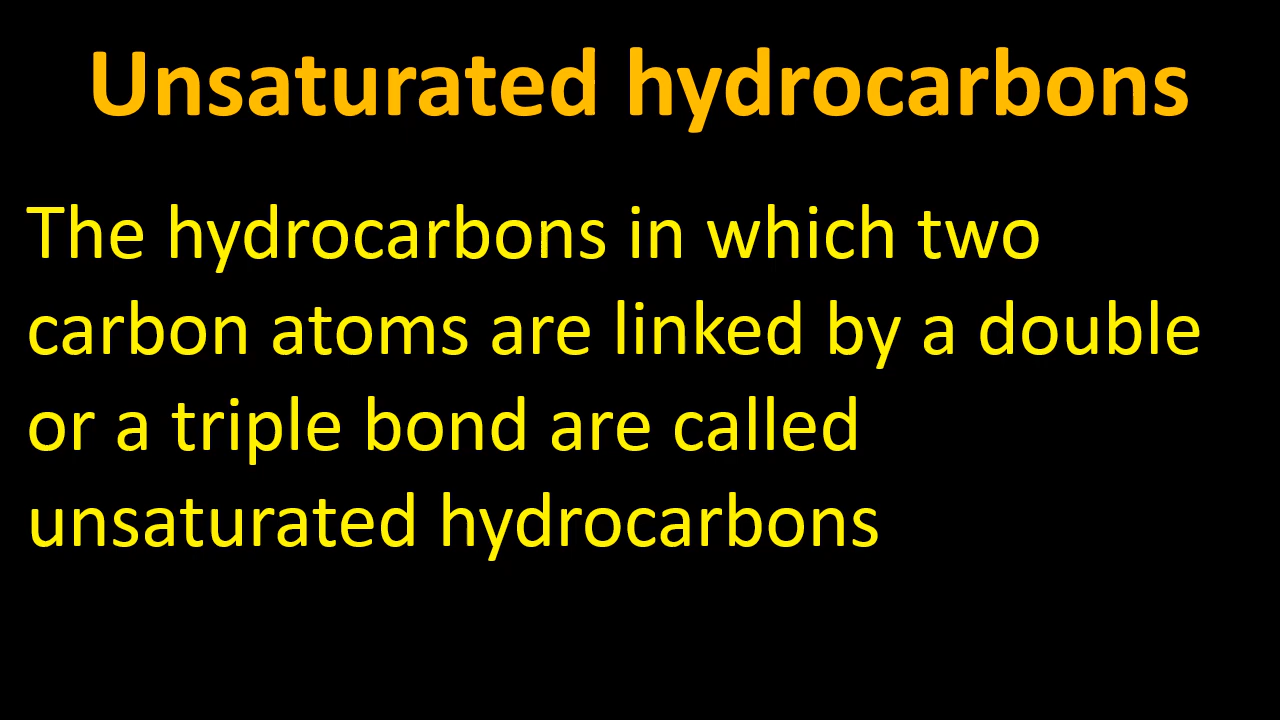 Unsaturated hydrocarbons
The hydrocarbons in which two
carbon atoms are linked by a double
or a triple bond are called
unsaturated hydrocarbons